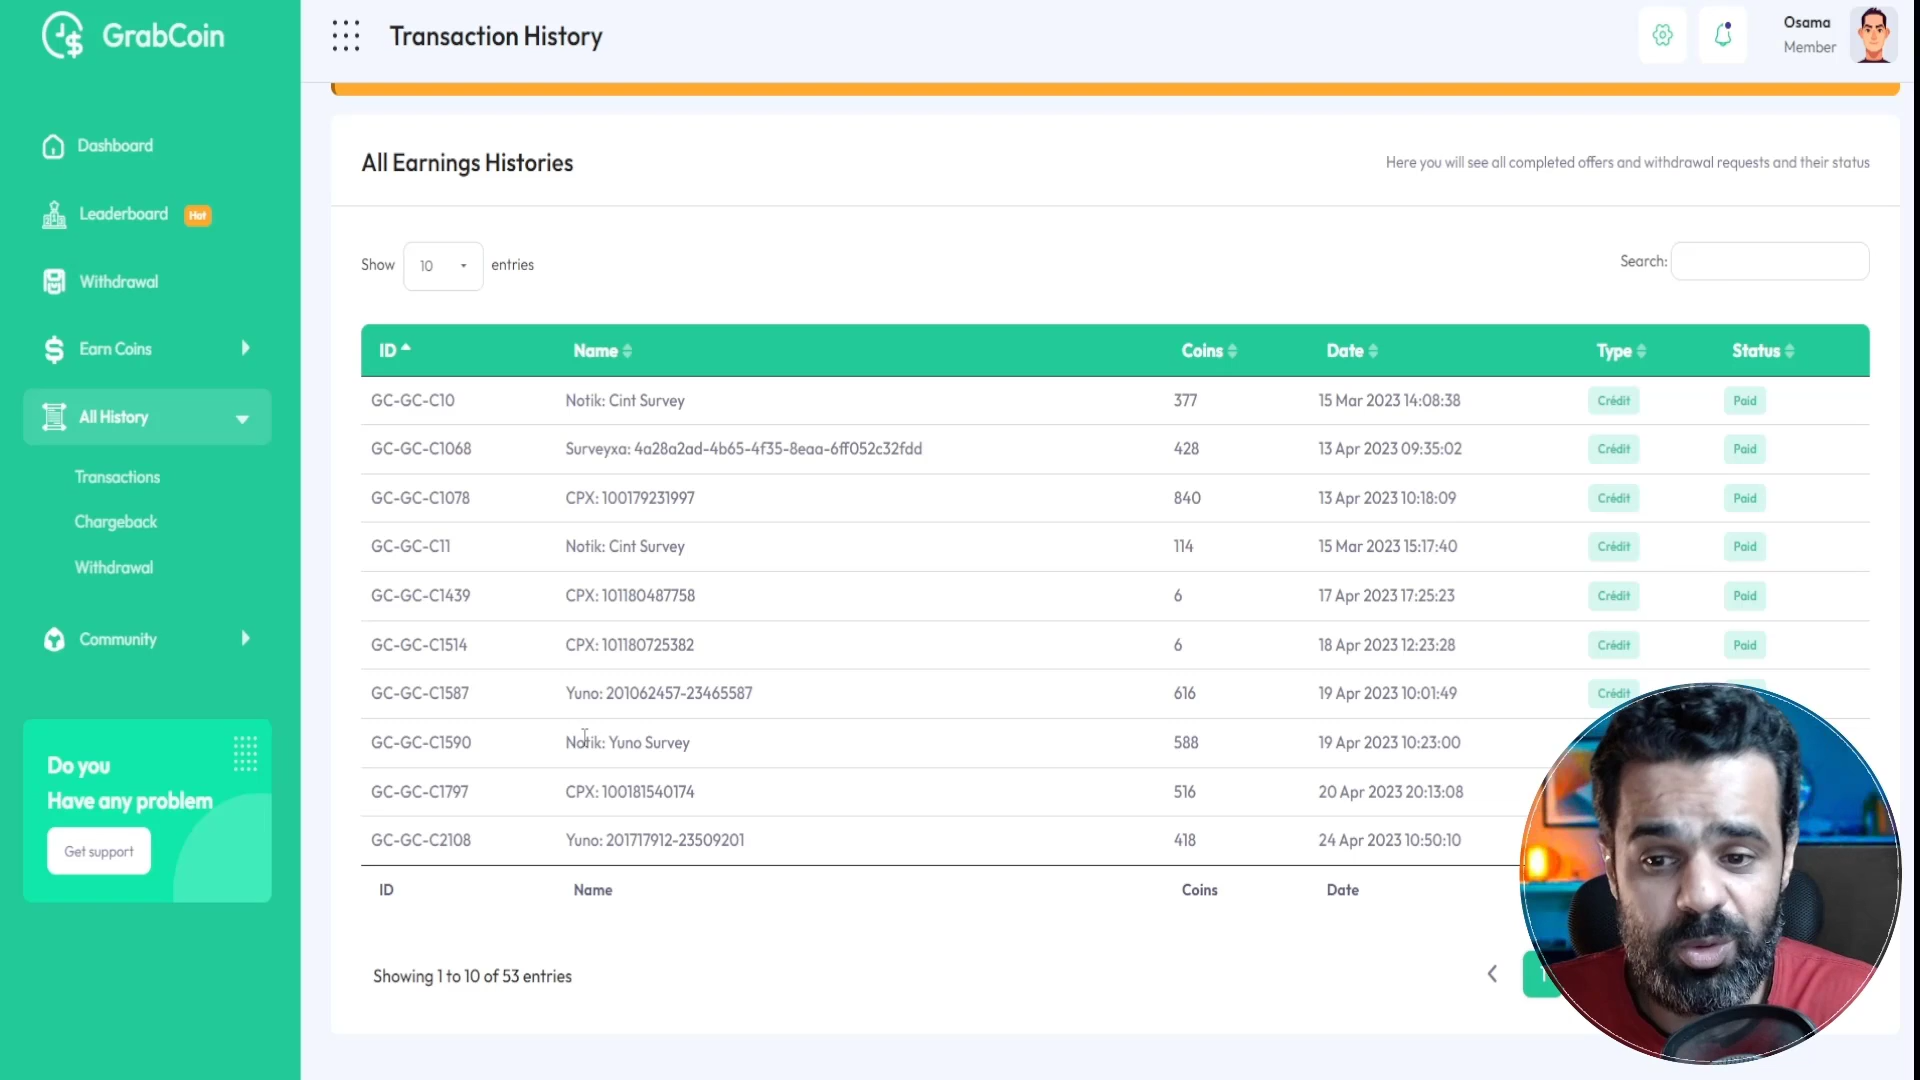 GrabCoin
Transaction History
Osama
Member
Dashboard
Leaderboard Hot
Withdrawal
Earn Coins
All History
Transactions
Chargeback
Withdrawal
Community
Do you
Have any problem
Get support
All Earnings Histories
Here you will see all completed offers and withdrawal requests and their status
Show 10 entries
Search:
ID Name Coins Date Type Status
GC-GC-C10 Notik: Cint Survey 377 15 Mar 2023 14:08:38 Crédit Paid
GC-GC-C1068 Surveyxa: 4a28a2ad-4b65-4f35-8eaa-6ff052c32fdd 428 13 Apr 2023 09:35:02 Crédit Paid
GC-GC-C1078 CPX: 100179231997 840 13 Apr 2023 10:18:09 Crédit Paid
GC-GC-C11 Notik: Cint Survey 114 15 Mar 2023 15:17:40 Crédit Paid
GC-GC-C1439 CPX: 101180487758 6 17 Apr 2023 17:25:23 Crédit Paid
GC-GC-C1514 CPX: 101180725382 6 18 Apr 2023 12:23:28 Crédit Paid
GC-GC-C1587 Yuno: 201062457-23465587 616 19 Apr 2023 10:01:49 Crédit
GC-GC-C1590 Notik: Yuno Survey 588 19 Apr 2023 10:23:00
GC-GC-C1797 CPX: 100181540174 516 20 Apr 2023 20:13:08
GC-GC-C2108 Yuno: 201717912-23509201 418 24 Apr 2023 10:50:10
ID Name Coins Date
Showing 1 to 10 of 53 entries
1